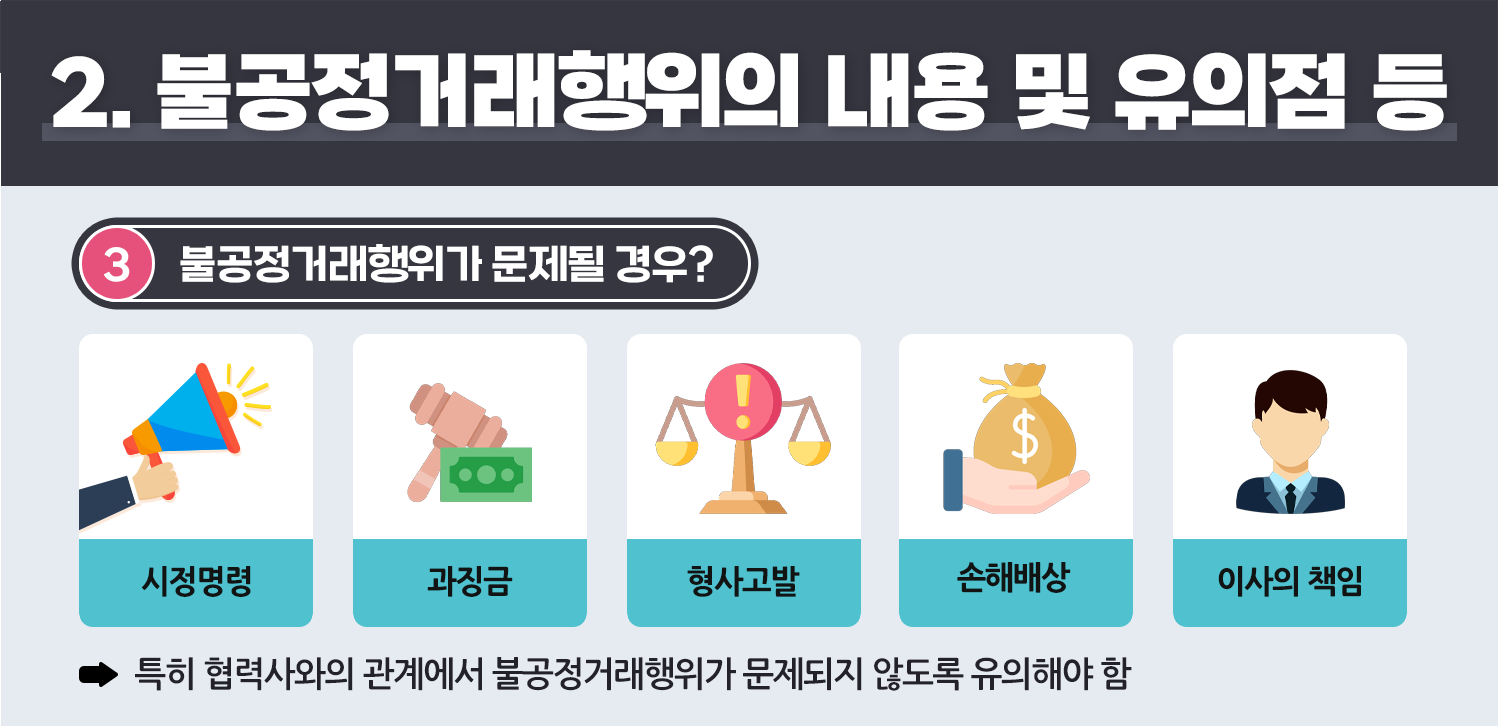 2. 불공정거래행위의 내용 및 유의점 등
3 불공정거래행위가 문제될 경우?
$
시정명령
과징금
형사고발
손해배상
이사의 책임
특히 협력사와의 관계에서 불공정거래행위가 문제되지 않도록 유의해야 함